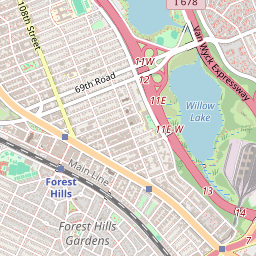 I 678
108th Street
Van Wyck Expressway
11W
12
69th Road
11E
Willow
Lake
11E W
Main Line
Forest
Hills
13
14
Forest Hills
Gardens
7